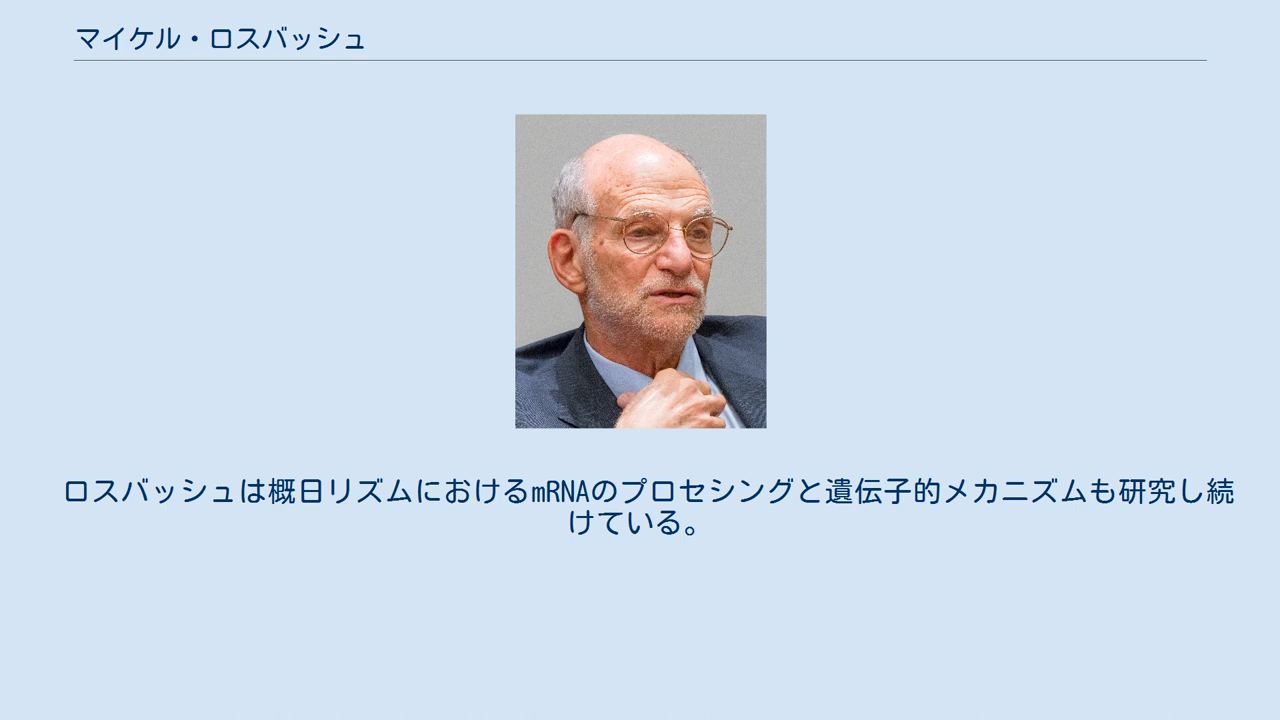 マイケル・ロスバッシュ
ロスバッシュは概日リズムにおけるmRNAのプロセシングと遺伝子的メカニズムも研究し続
けている。